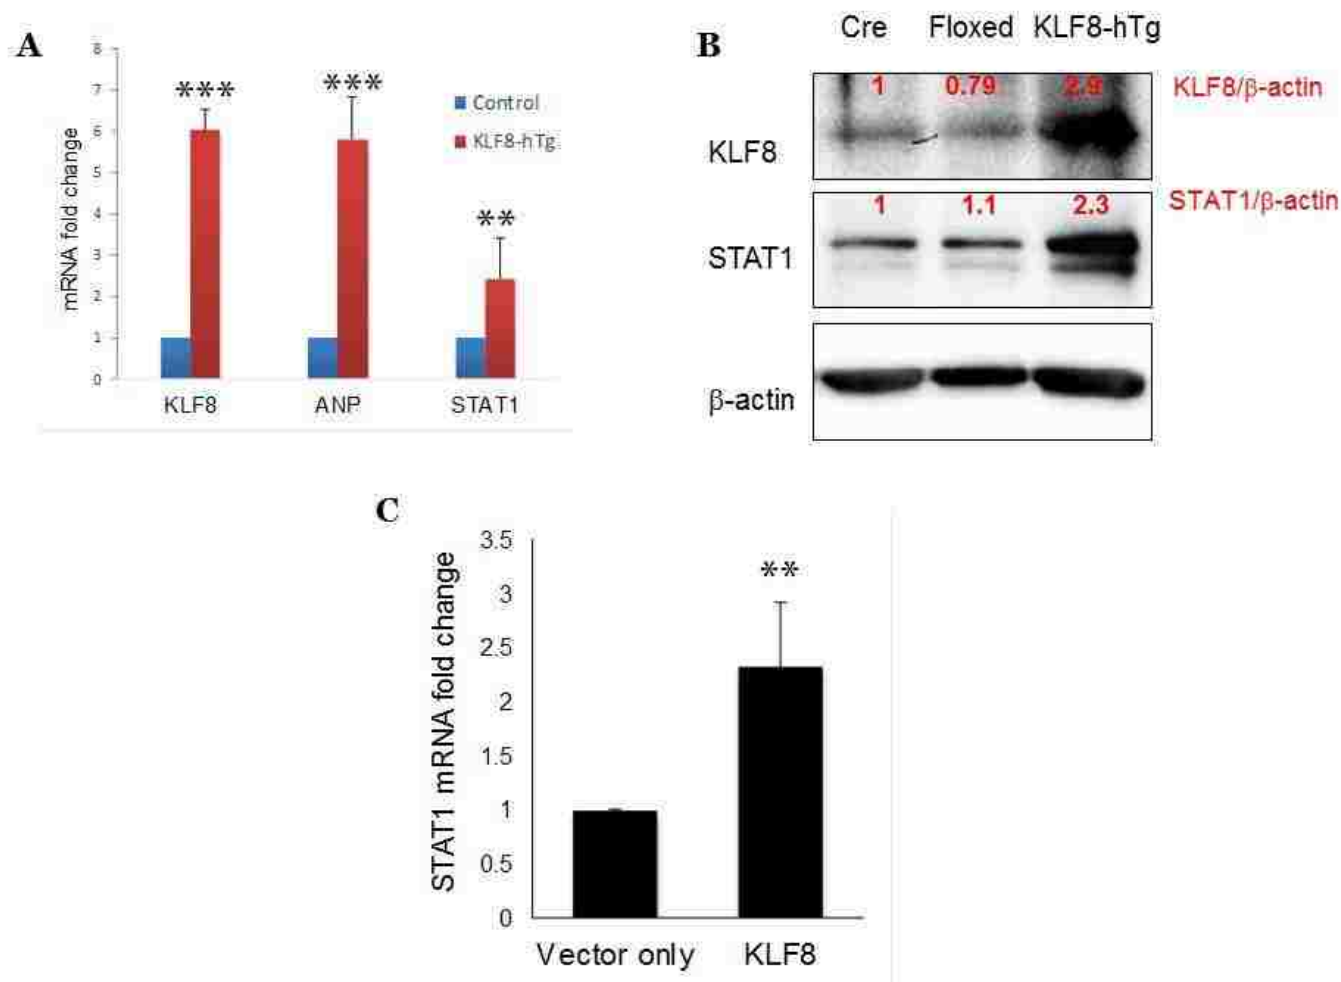 A
8
7
6
5
4
3
2
1
0
mRNA fold change
***
***
**
Control
KLF8-hTg
KLF8 ANP STAT1
B
Cre Floxed KLF8-hTg
1 0.79 2.9 KLF8/β-actin
KLF8
1 1.1 2.3 STAT1/β-actin
STAT1
β-actin
C
3.5
3
2.5
2
1.5
1
0.5
0
STAT1 mRNA fold change
**
Vector only KLF8